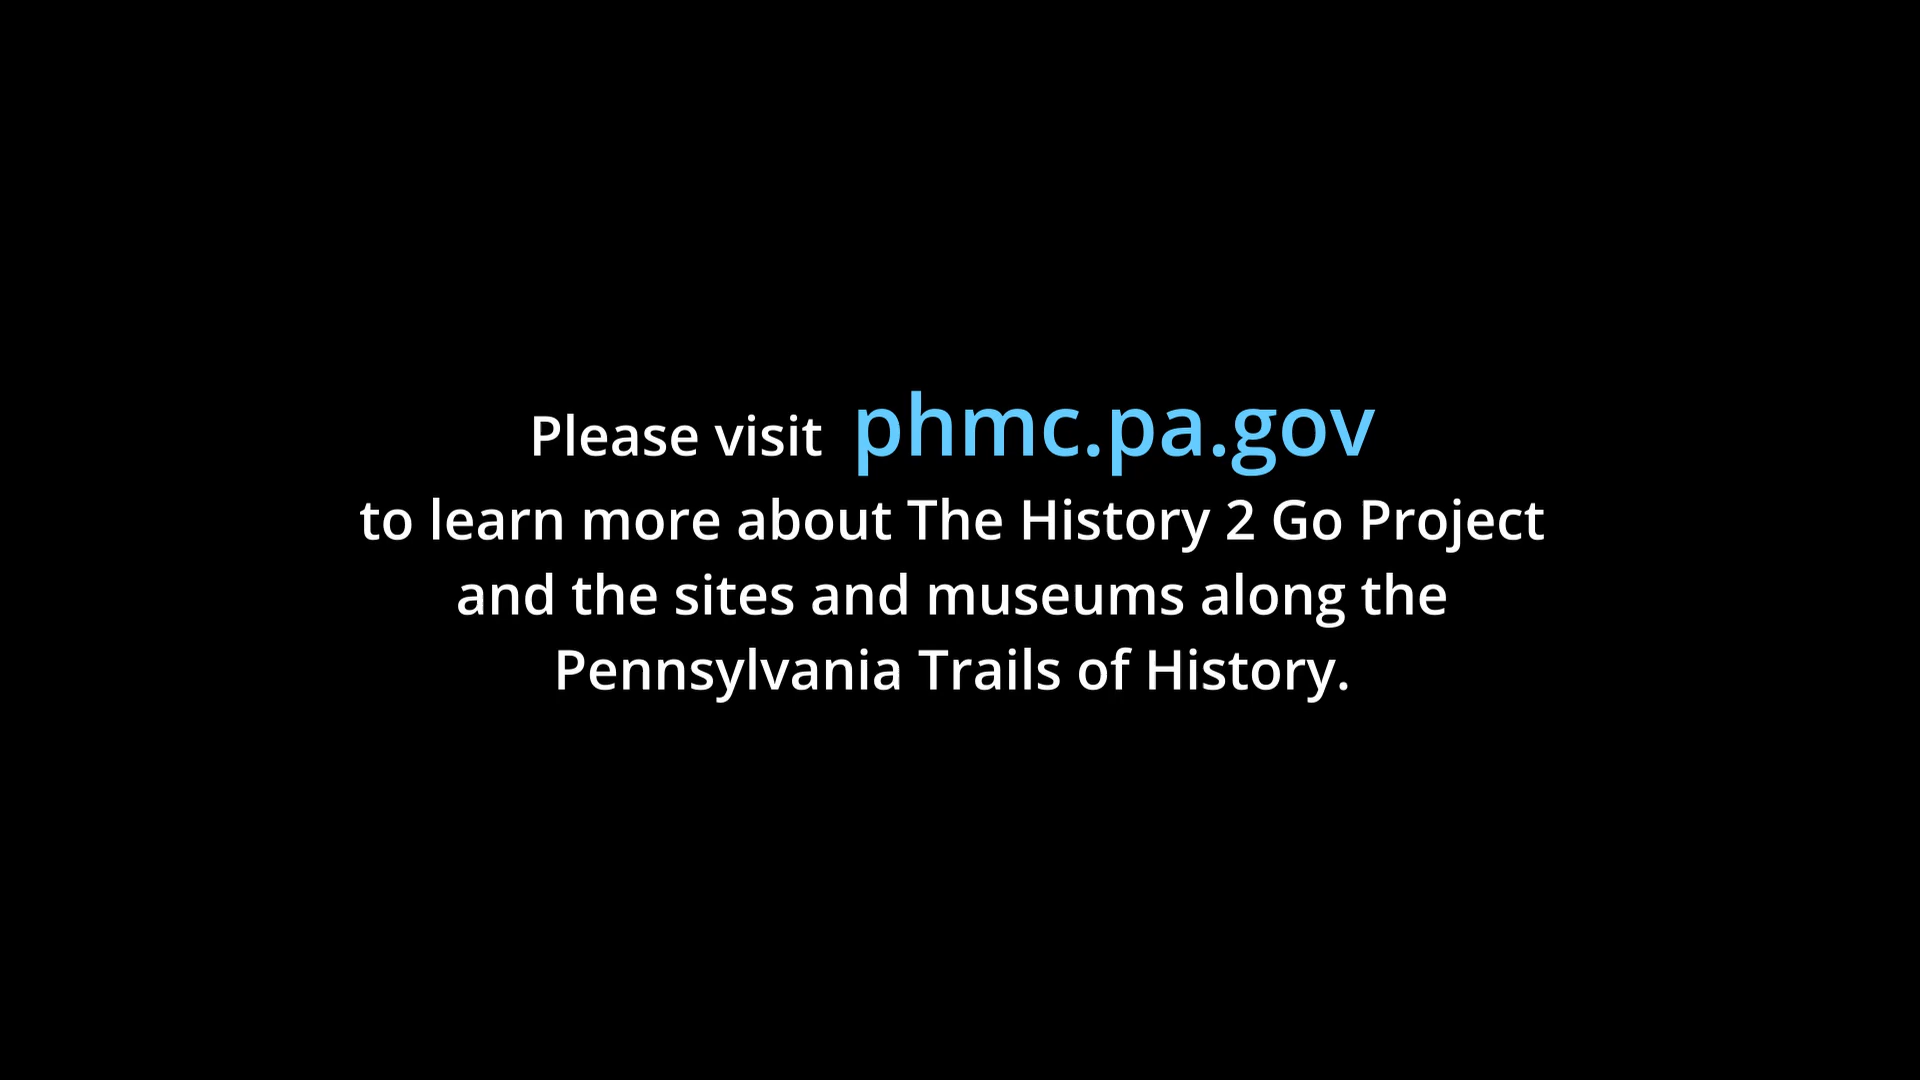 Please visit phmc.pa.gov
to learn more about The History 2 Go Project
and the sites and museums along the
Pennsylvania Trails of History.